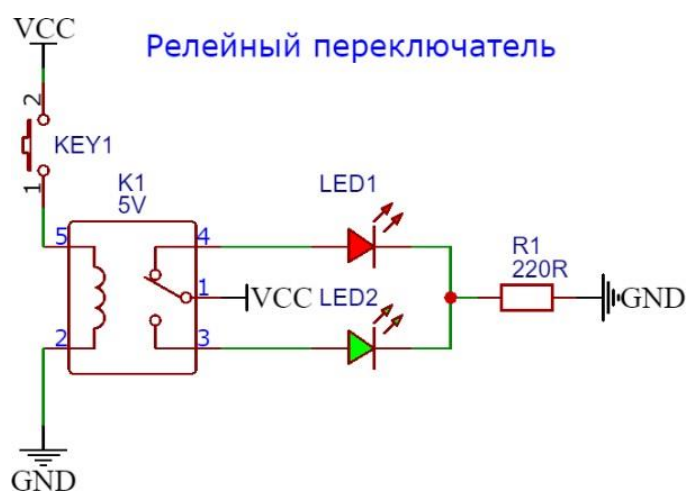 VCC
Релейный переключатель
2
KEY1
1
K1
5V
LED1
5
4
R1
220R
1
VCC
LED2
GND
2
3
GND